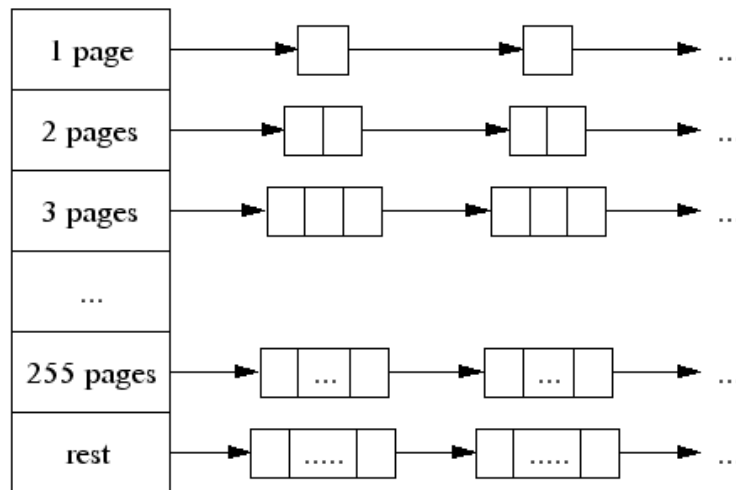 1 page ..
2 pages ..
3 pages ..
...
255 pages ... ... ..
rest ..... ..... ..